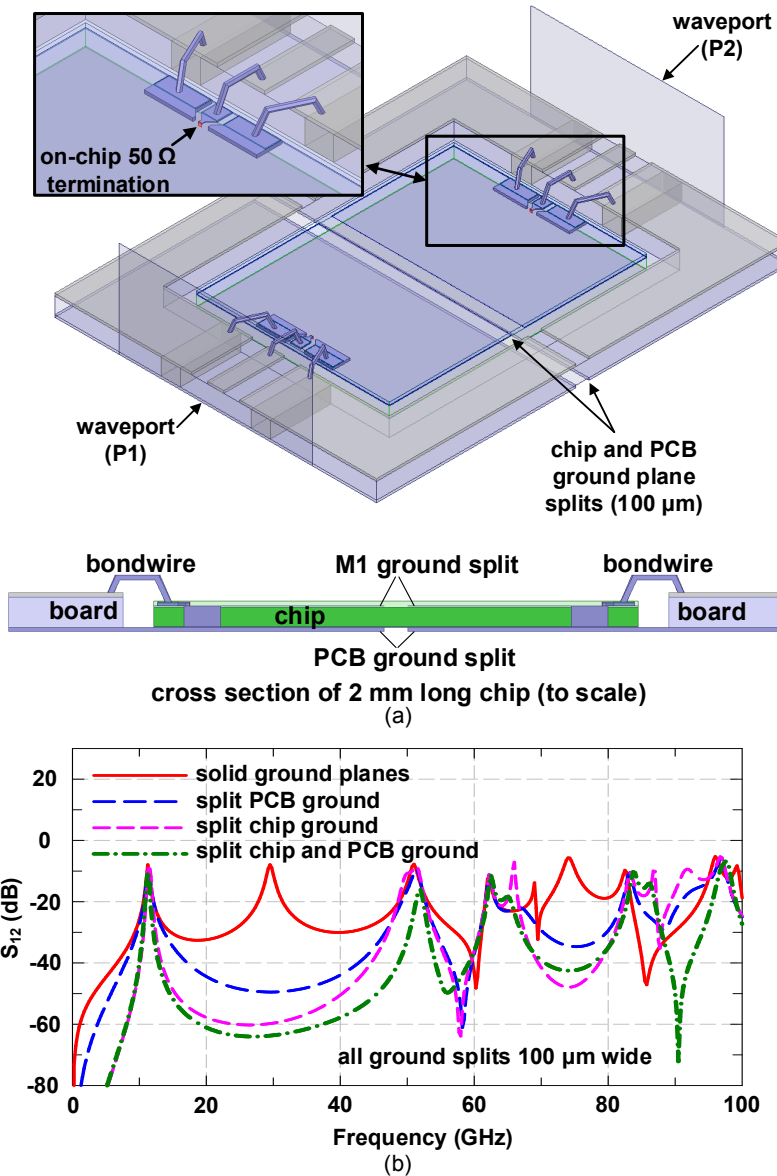 waveport
(P2)
on-chip 50 Ω
termination
waveport
(P1)
chip and PCB
ground plane
splits (100 µm)
bondwire
M1 ground split
bondwire
board
chip
board
PCB ground split
cross section of 2 mm long chip (to scale)
(a)
20
0
-20
-40
-60
-80
S12 (dB)
solid ground planes
split PCB ground
split chip ground
split chip and PCB ground
all ground splits 100 µm wide
0
20
40
60
80
100
Frequency (GHz)
(b)